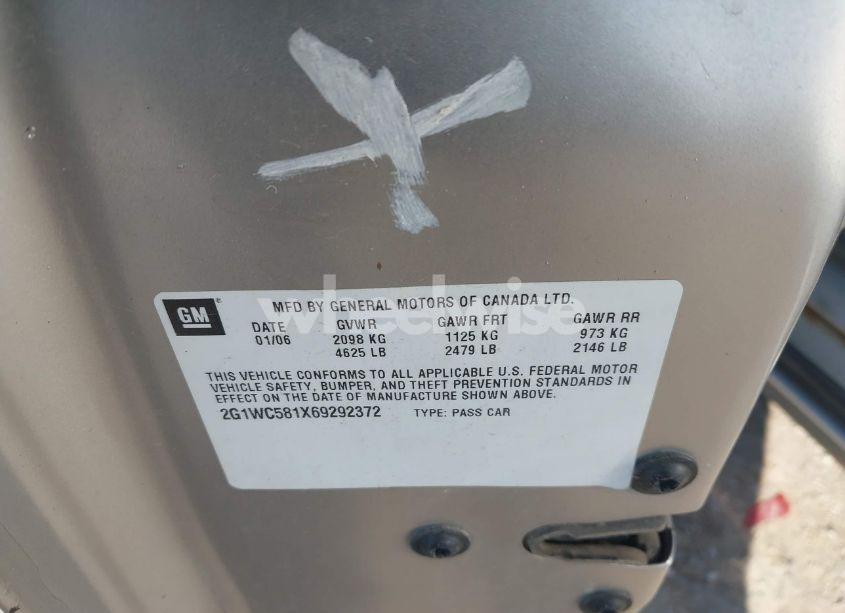 GM
MFD BY GENERAL MOTORS OF CANADA LTD.
DATE GVWR GAWR FRT GAWR RR
01/06 2098 KG 1125 KG 973 KG
4625 LB 2479 LB 2146 LB
THIS VEHICLE CONFORMS TO ALL APPLICABLE U.S. FEDERAL MOTOR
VEHICLE SAFETY, BUMPER, AND THEFT PREVENTION STANDARDS IN
EFFECT ON THE DATE OF MANUFACTURE SHOWN ABOVE.
2G1WC581X69292372 TYPE: PASS CAR